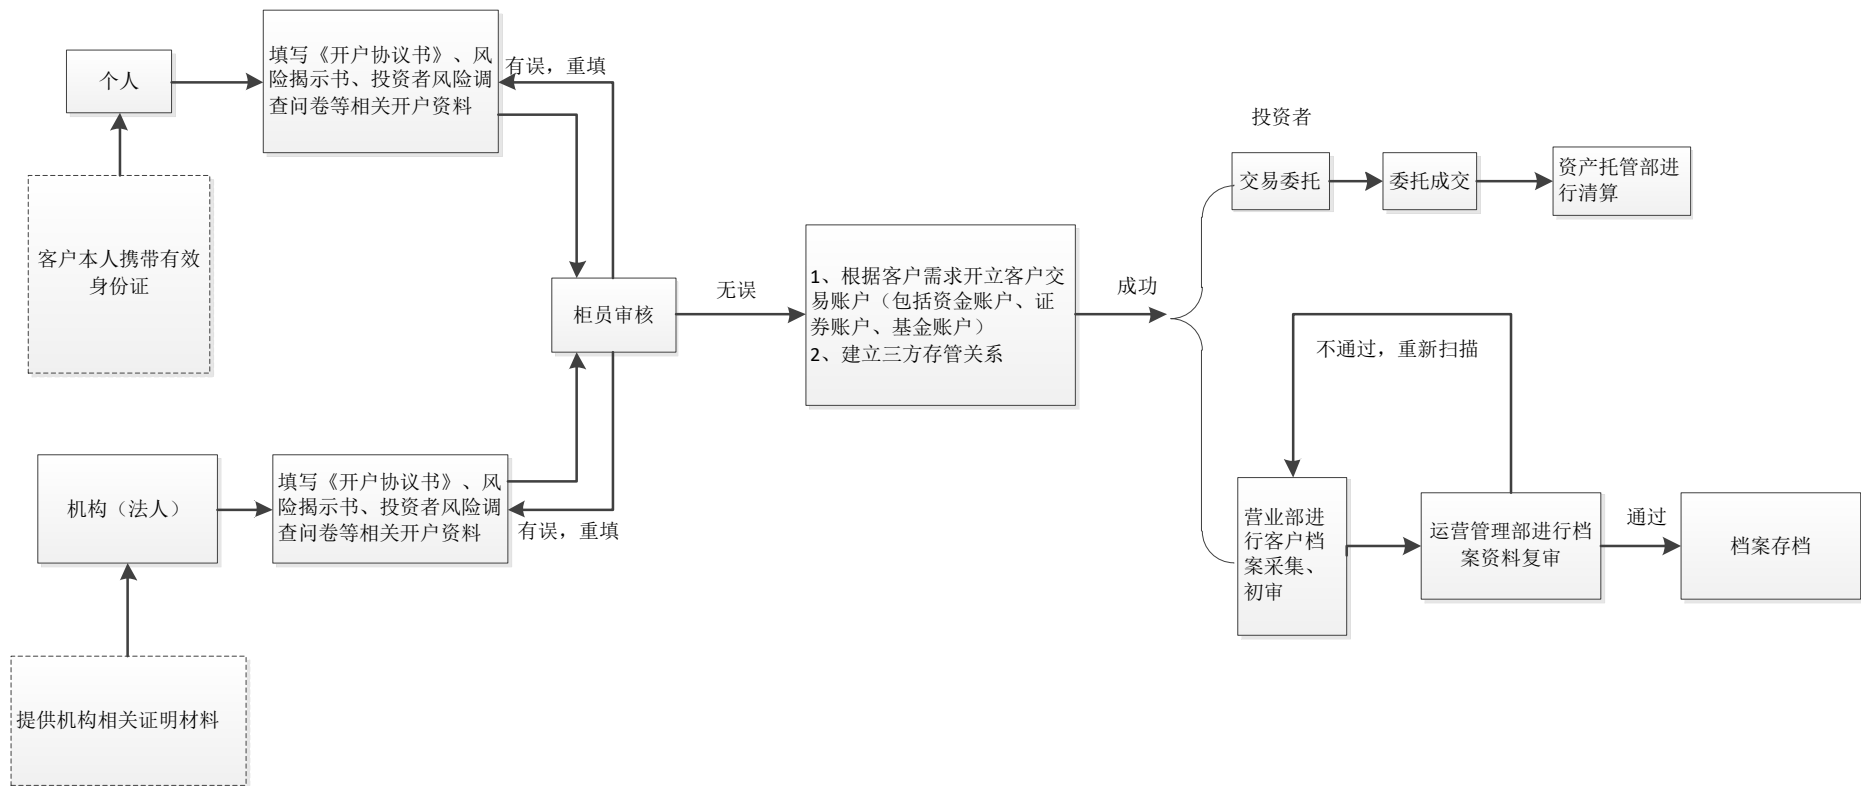 个人
填写《开户协议书》、风
险揭示书、投资者风险调
查问卷等相关开户资料
有误，重填
客户本人携带有效
身份证
柜员审核
无误
1、根据客户需求开立客户交
易账户（包括资金账户、证
券账户、基金账户）
2、建立三方存管关系
成功
投资者
交易委托
委托成交
资产托管部进
行清算
不通过，重新扫描
机构（法人）
填写《开户协议书》、风
险揭示书、投资者风险调
查问卷等相关开户资料
有误，重填
营业部进
行客户档
案采集、
初审
运营管理部进行档
案资料复审
通过
档案存档
提供机构相关证明材料